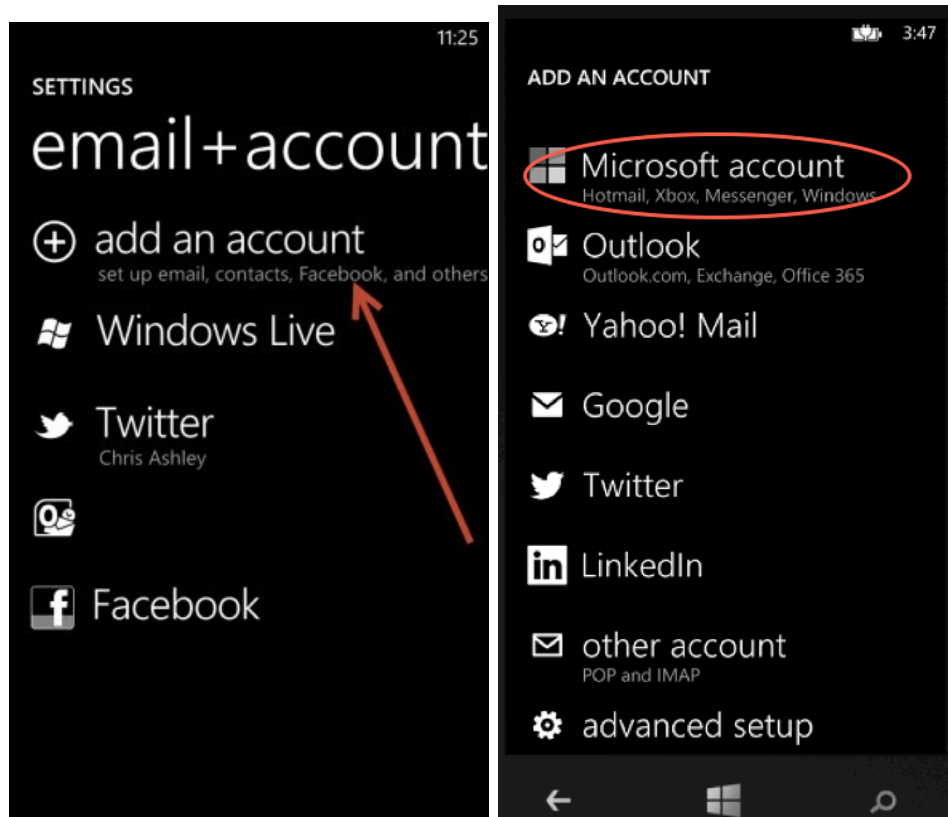 11:25
SETTINGS
email+account
add an account
set up email, contacts, Facebook, and others
Windows Live
Twitter
Chris Ashley
Facebook
3:47
ADD AN ACCOUNT
Microsoft account
Hotmail, Xbox, Messenger, Windows
Outlook
Outlook.com, Exchange, Office 365
Yahoo! Mail
Google
Twitter
LinkedIn
other account
POP and IMAP
advanced setup